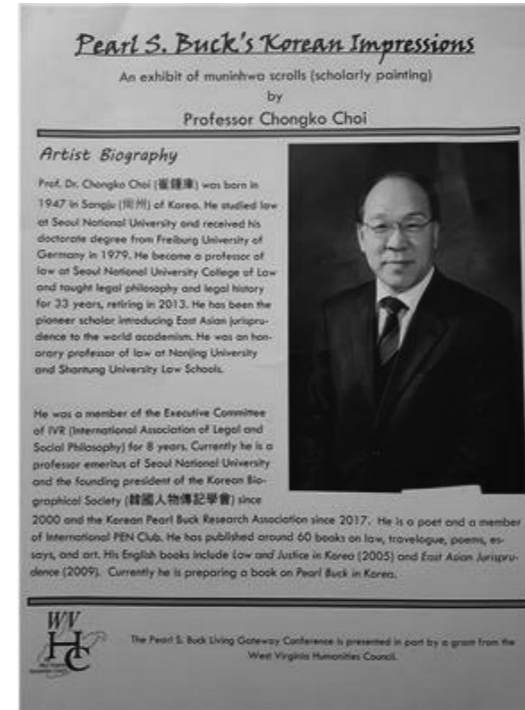 Pearl S. Buck's Korean Impressions
An exhibit of muninhwa scrolls (scholarly painting)
by
Professor Chongko Choi
Artist Biography
Prof. Dr. Chongko Choi (崔鍾庫) was born in
1947 in Sangju (尙州) of Korea. He studied law
at Seoul National University and received his
doctorate degree from Freiburg University of
Germany in 1979. He became a professor of
law at Seoul National University College of Law
and taught legal philosophy and legal history
for 33 years, retiring in 2013. He has been the
pioneer scholar introducing East Asian jurispru-
dence to the world academism. He was an hon-
orary professor of law at Nanjing University
and Shantung University Law Schools.
He was a member of the Executive Committee
of IVR (International Association of Legal and
Social Philosophy) for 8 years. Currently he is a
professor emeritus of Seoul National University
and the founding president of the Korean Bio-
graphical Society (韓國人物傳記學會) since
2000 and the Korean Pearl Buck Research Association since 2017. He is a poet and a member
of International PEN Club. He has published around 60 books on law, travelogue, poems, es-
says, and art. His English books include Law and Justice in Korea (2005) and East Asian Jurispru-
dence (2009). Currently he is preparing a book on Pearl Buck in Korea.
WV
HC
The Pearl S. Buck Living Gateway Conference is presented in part by a grant from the
West Virginia Humanities Council.